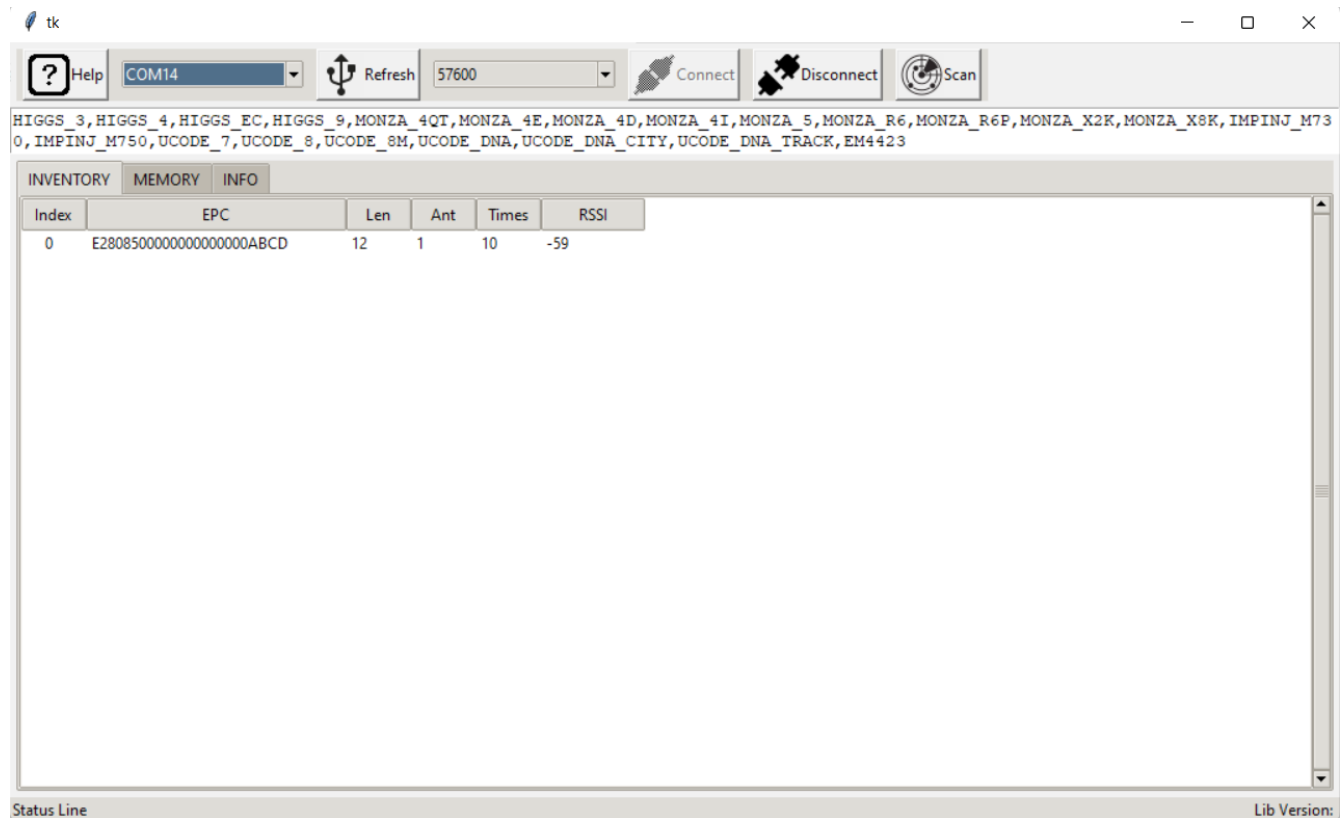 tk
Help COM14 Refresh 57600 Connect Disconnect Scan
HIGGS_3,HIGGS_4,HIGGS_EC,HIGGS_9,MONZA_4QT,MONZA_4E,MONZA_4D,MONZA_4I,MONZA_5,MONZA_R6,MONZA_R6P,MONZA_X2K,MONZA_X8K,IMPINJ_M73
0,IMPINJ_M750,UCODE_7,UCODE_8,UCODE_8M,UCODE_DNA,UCODE_DNA_CITY,UCODE_DNA_TRACK,EM4423
INVENTORY MEMORY INFO
Index EPC Len Ant Times RSSI
0 E2808500000000000000ABCD 12 1 10 -59
Status Line Lib Version: